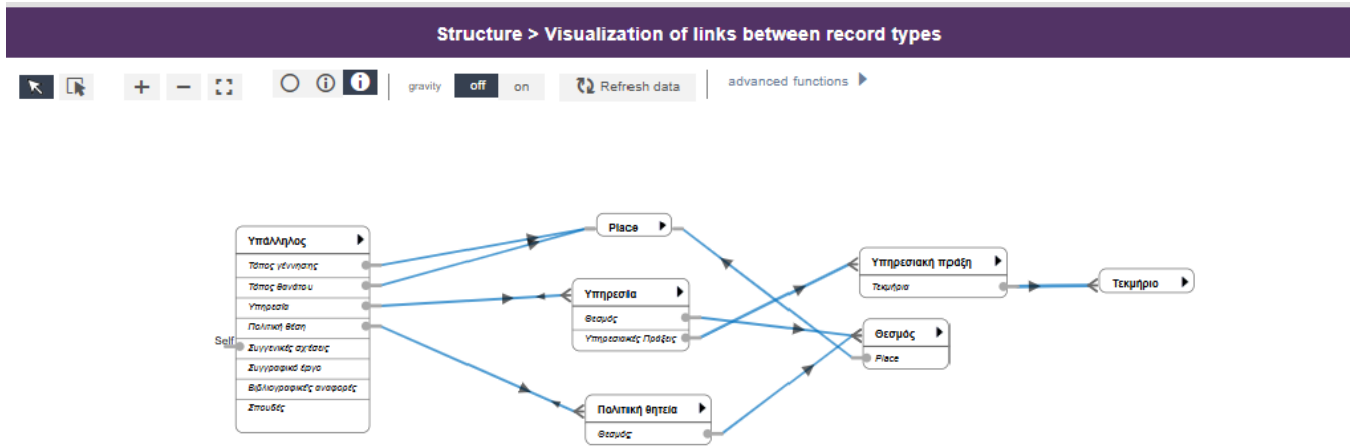 Structure > Visualization of links between record types
gravity off on Refresh data advanced functions
Υπάλληλος
Τόπος γέννησης
Τόπος θανάτου
Υπηρεσία
Πολιτική θέση
Self
Συγγενικές σχέσεις
Συγγραφικό έργο
Βιβλιογραφικές αναφορές
Σπουδές
Place
Υπηρεσία
Θεσμός
Υπηρεσιακές Πράξεις
Πολιτική θητεία
Θεσμός
Υπηρεσιακή πράξη
Τεκμήριο
Θεσμός
Place
Τεκμήριο